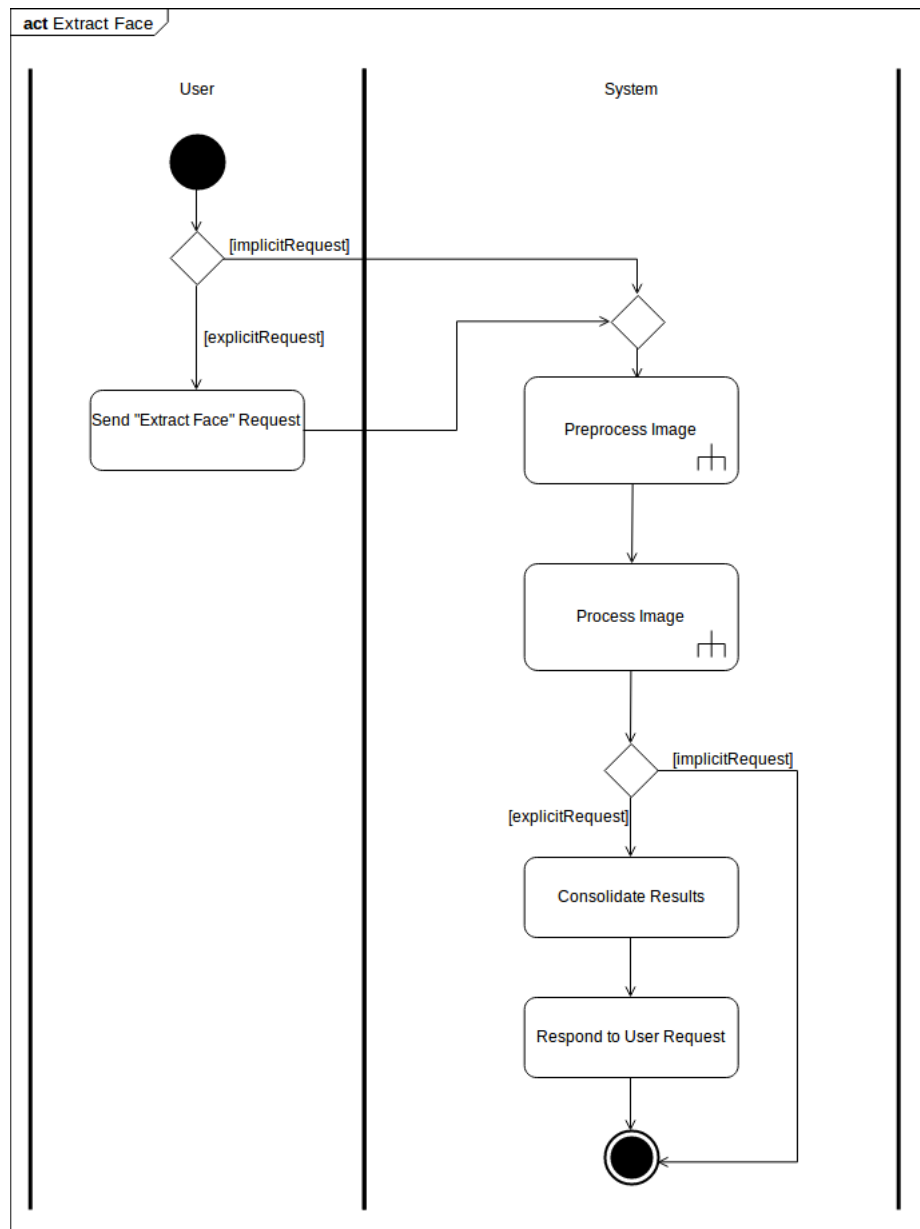 act Extract Face
User
System
[implicitRequest]
[explicitRequest]
Send "Extract Face" Request
Preprocess Image
Process Image
[implicitRequest]
[explicitRequest]
Consolidate Results
Respond to User Request